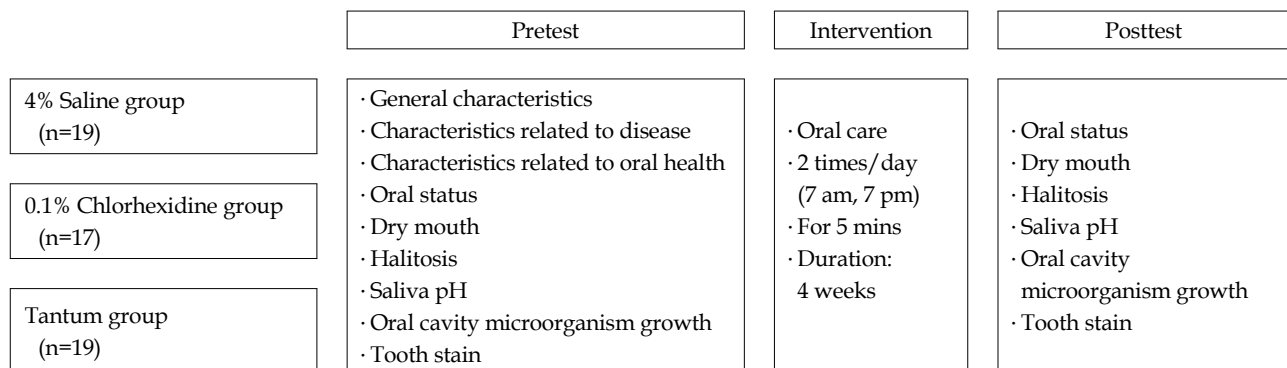 Pretest
Intervention
Posttest
4% Saline group
(n=19)
0.1% Chlorhexidine group
(n=17)
Tantum group
(n=19)
· General characteristics
· Characteristics related to disease
· Characteristics related to oral health
· Oral status
· Dry mouth
· Halitosis
· Saliva pH
· Oral cavity microorganism growth
· Tooth stain
· Oral care
· 2 times/day
(7 am, 7 pm)
· For 5 mins
· Duration:
4 weeks
· Oral status
· Dry mouth
· Halitosis
· Saliva pH
· Oral cavity
microorganism growth
· Tooth stain